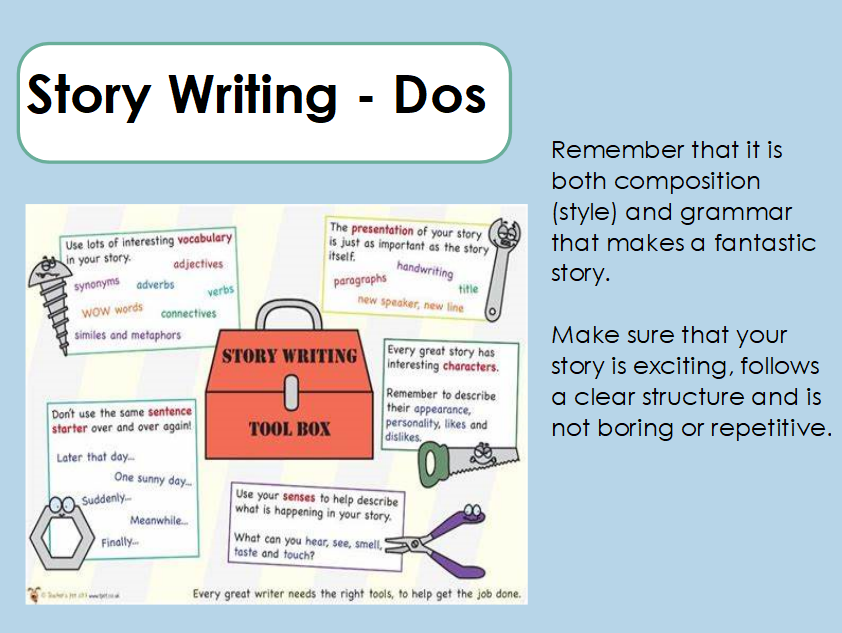 Story Writing - Dos
Remember that it is
both composition
(style) and grammar
that makes a fantastic
story.
Make sure that your
story is exciting, follows
a clear structure and is
not boring or repetitive.
Use lots of interesting vocabulary
in your story.
adjectives
synonyms
adverbs
verbs
WOW words
connectives
similes and metaphors
The presentation of your story
is just as important as the story
itself.
handwriting
paragraphs
title
new speaker, new line
STORY WRITING
TOOL BOX
Every great story has
interesting characters.
Remember to describe
their appearance,
personality, likes and
dislikes.
Don't use the same sentence
starter over and over again!
Later that day...
One sunny day...
Suddenly...
Meanwhile...
Finally...
Use your senses to help describe
what is happening in your story.
What can you hear, see, smell,
taste and touch?
Every great writer needs the right tools, to help get the job done.